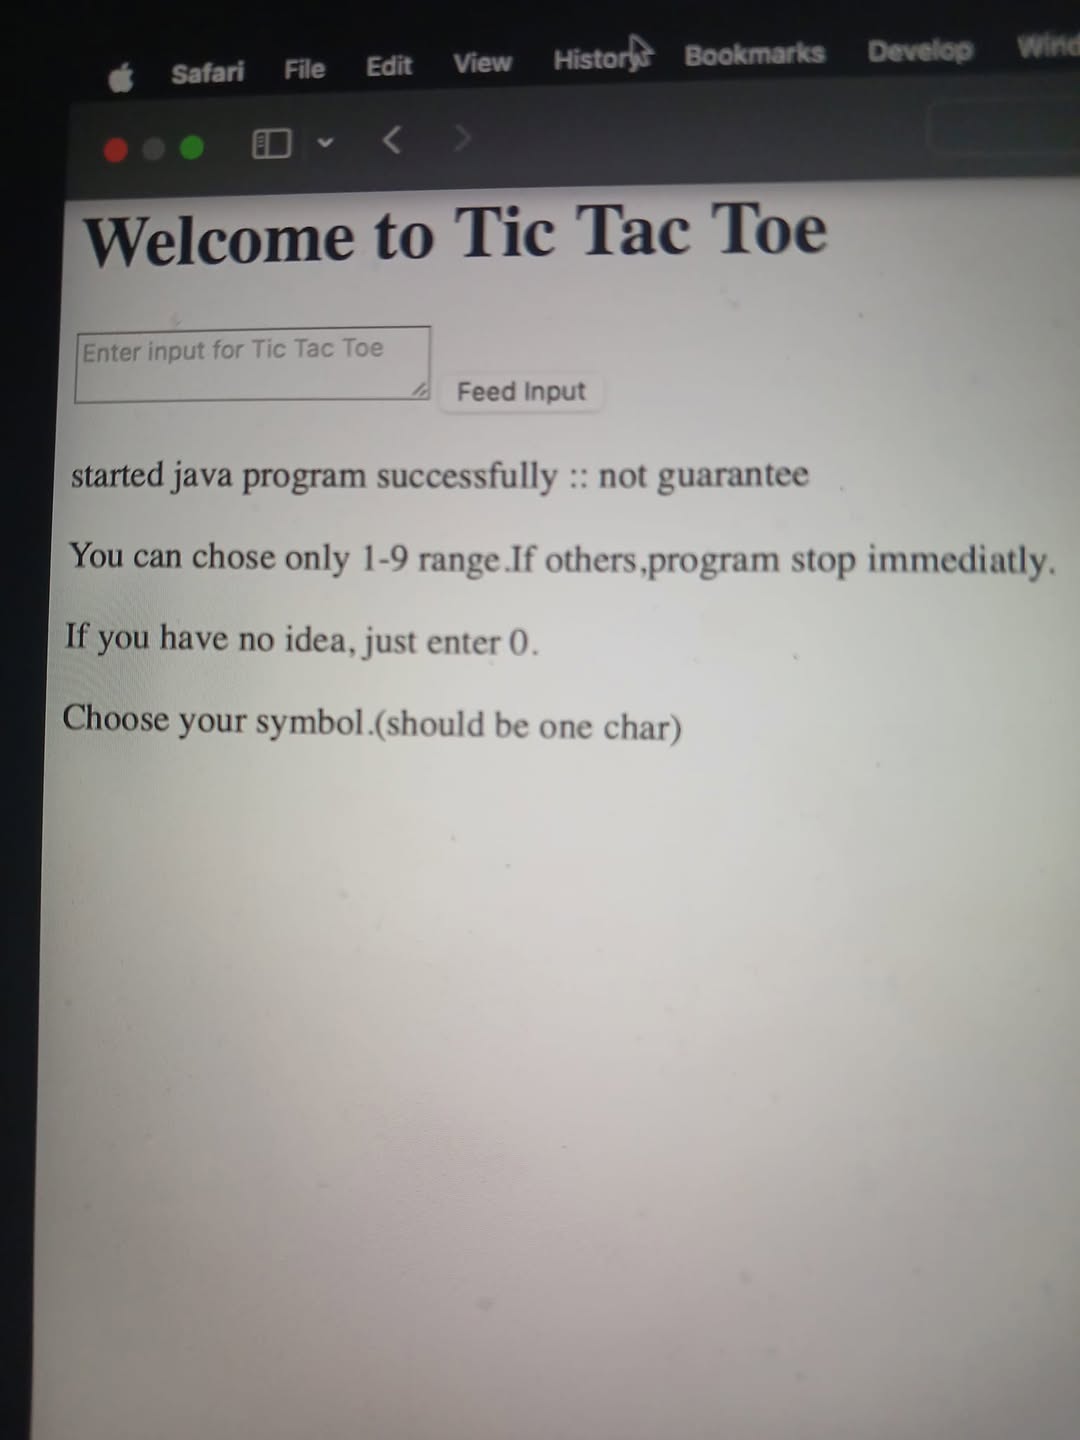 Safari File Edit View History Bookmarks Develop
Welcome to Tic Tac Toe
Enter input for Tic Tac Toe
Feed Input
started java program successfully :: not guarantee
You can chose only 1-9 range.If others,program stop immediatly.
If you have no idea, just enter 0.
Choose your symbol.(should be one char)